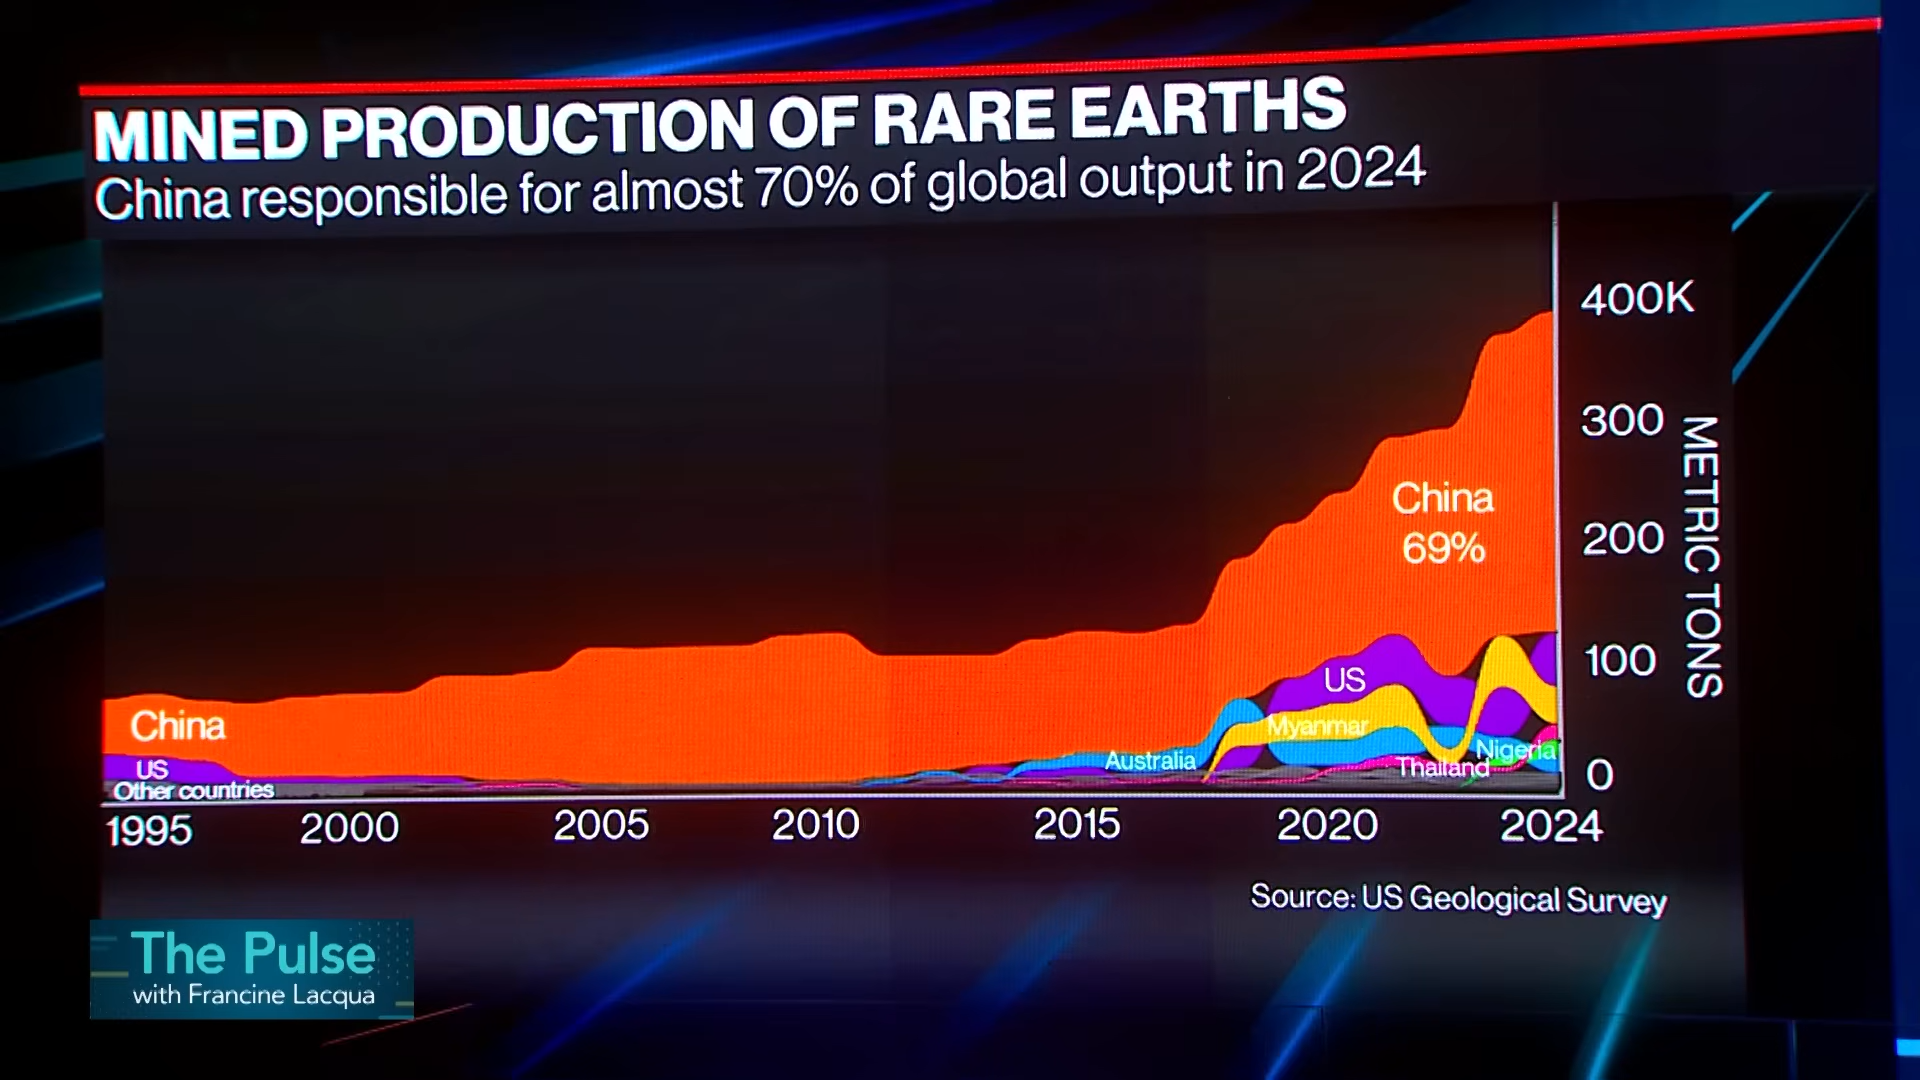 MINED PRODUCTION OF RARE EARTHS
China responsible for almost 70% of global output in 2024
400K
300
200
100
0
METRIC TONS
China
69%
US
Myanmar
Australia
Nigeria
Thailand
China
US
Other countries
1995 2000 2005 2010 2015 2020 2024
Source: US Geological Survey
The Pulse
with Francine Lacqua